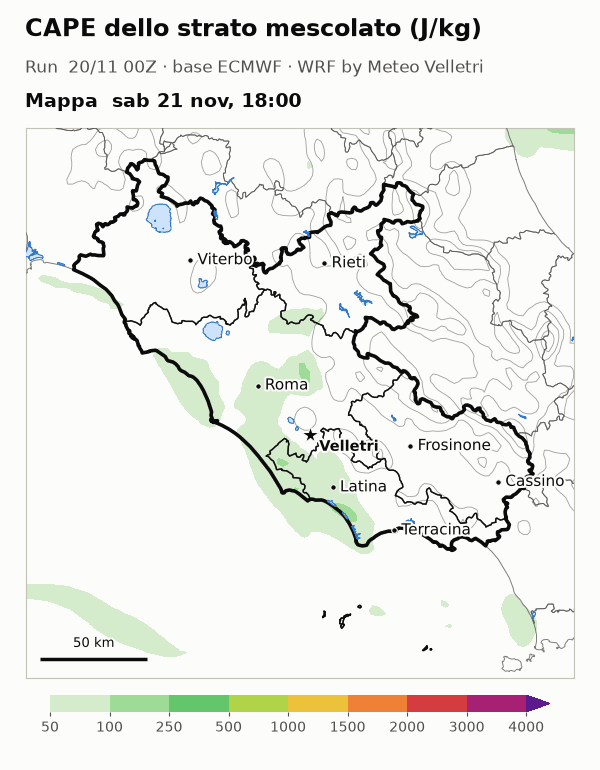 CAPE dello strato mescolato (J/kg)
Run  20/11 00Z · base ECMWF · WRF by Meteo Velletri
Mappa  sab 21 nov, 18:00
Viterbo
Rieti
Roma
Velletri
Frosinone
Cassino
Latina
Terracina
50 km
50 100 250 500 1000 1500 2000 3000 4000